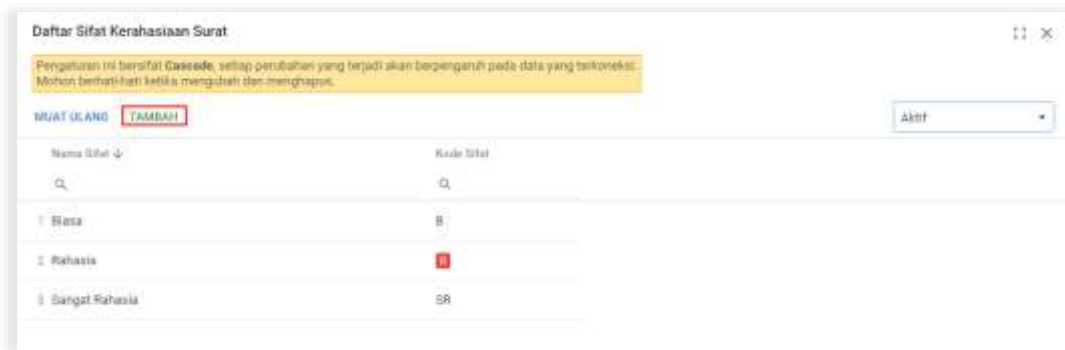 Daftar Sifat Kerahasiaan Surat
Pengaturan ini bersifat Cascade, setiap perubahan yang terjadi akan berpengaruh pada data yang terkoneksi.
Mohon berhati-hati ketika mengubah dan menghapus.
MUAT ULANG TAMBAH Aktif
Nama Sifat Kode Sifat
1 Biasa B
2 Rahasia R
3 Sangat Rahasia SR